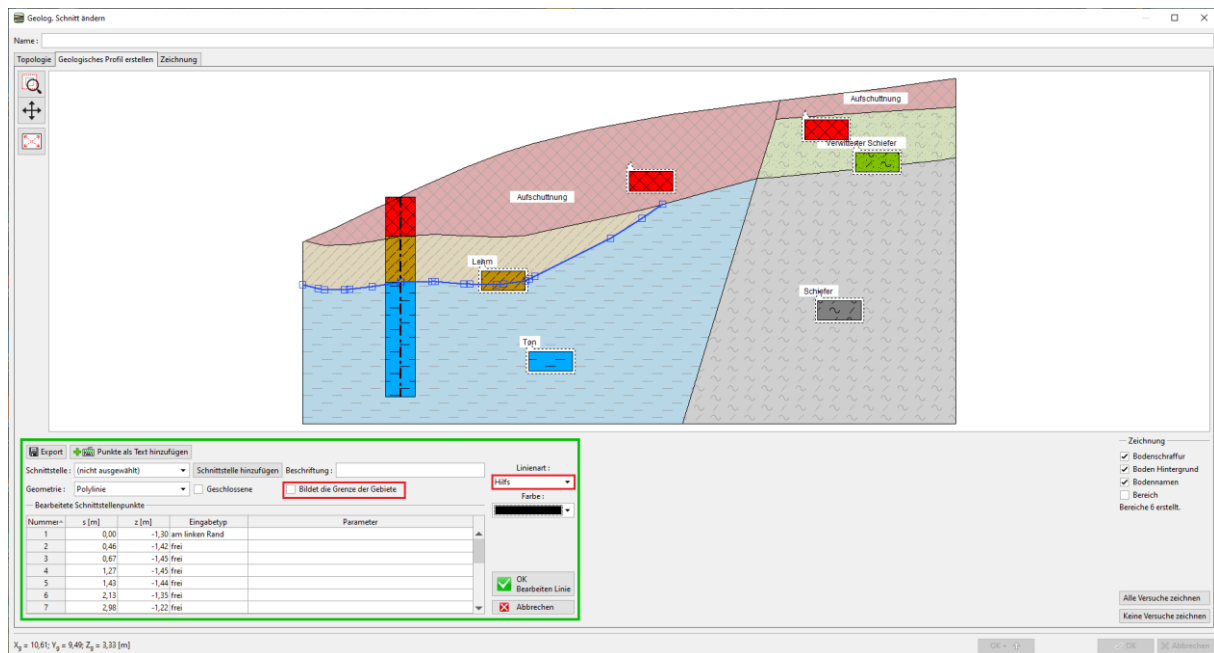 Geolog. Schnitt ändern
Name :
Topologie Geologisches Profil erstellen Zeichnung
Aufschuttnung
Verwitterter Schiefer
Aufschuttnung
Lehm
Schiefer
Ton
Export Punkte als Text hinzufügen
Schnittstelle : (nicht ausgewählt) Schnittstelle hinzufügen Beschriftung :
Geometrie : Polylinie Geschlossene Bildet die Grenze der Gebiete
Linienart :
Hilfs
Farbe :
Bearbeitete Schnittstellenpunkte
Nummer s [m] z [m] Eingabetyp Parameter
1 0,00 -1,30 am linken Rand
2 0,46 -1,42 frei
3 0,67 -1,45 frei
4 1,27 -1,45 frei
5 1,43 -1,44 frei
6 2,13 -1,35 frei
7 2,98 -1,22 frei
OK
Bearbeiten Linie
Abbrechen
Zeichnung
Bodenschraffur
Boden Hintergrund
Bodennamen
Bereich
Bereiche 6 erstellt.
Alle Versuche zeichnen
Keine Versuche zeichnen
Xg = 10,61; Yg = 9,49; Zg = 3,33 [m]
OK + OK Abbrechen